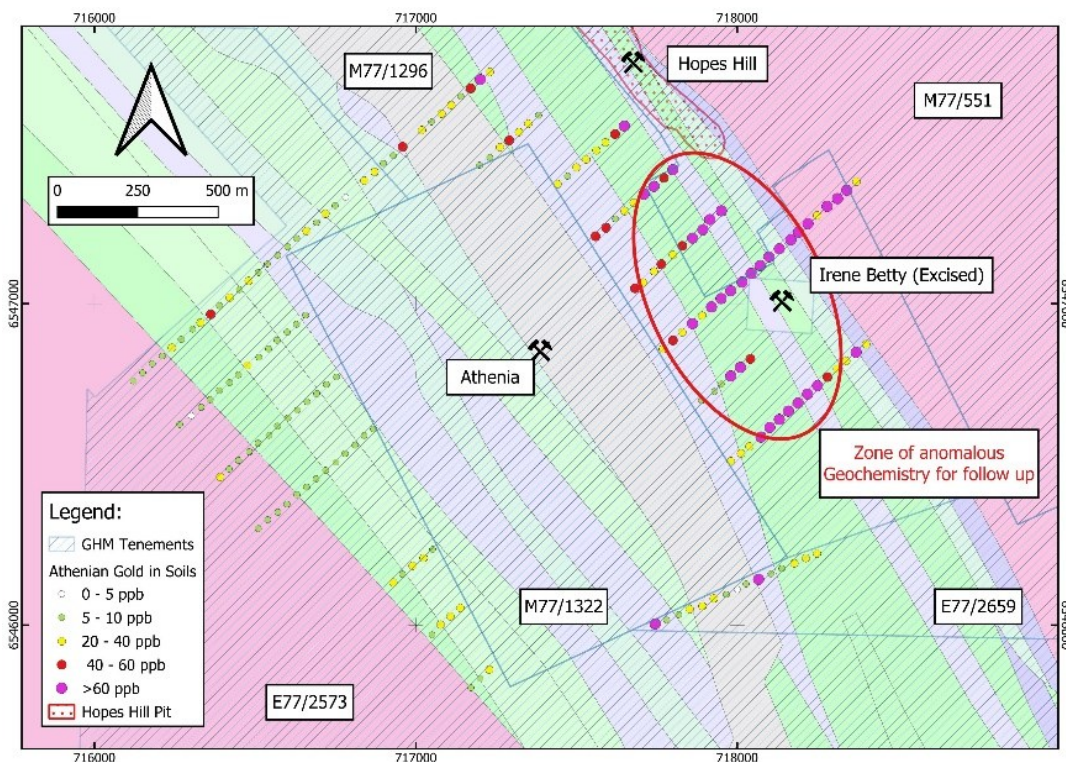 716000
717000
718000
M77/1296
Hopes Hill
M77/551
0
250
500 m
Irene Betty (Excised)
6547000
6547000
Athenia
Zone of anomalous
Geochemistry for follow up
Legend:
GHM Tenements
Athenian Gold in Soils
0 - 5 ppb
5 - 10 ppb
20 - 40 ppb
40 - 60 ppb
>60 ppb
Hopes Hill Pit
M77/1322
E77/2659
6546000
6546000
E77/2573
716000
717000
718000